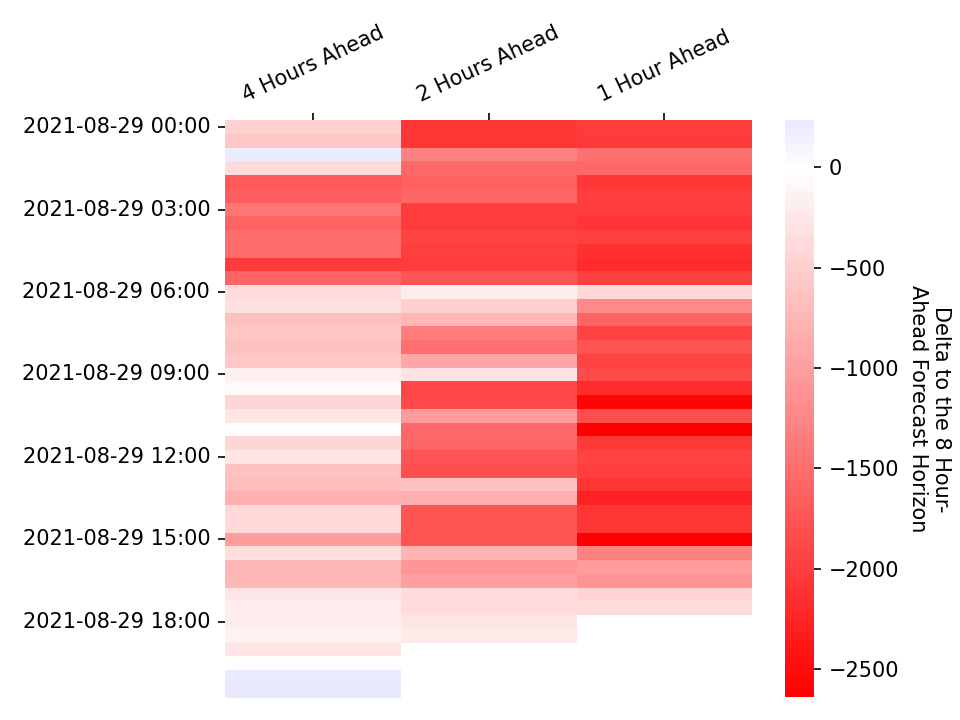 4 Hours Ahead
2 Hours Ahead
1 Hour Ahead
2021-08-29 00:00
2021-08-29 03:00
2021-08-29 06:00
2021-08-29 09:00
2021-08-29 12:00
2021-08-29 15:00
2021-08-29 18:00
0
−500
−1000
−1500
−2000
−2500
Delta to the 8 Hour-
Ahead Forecast Horizon